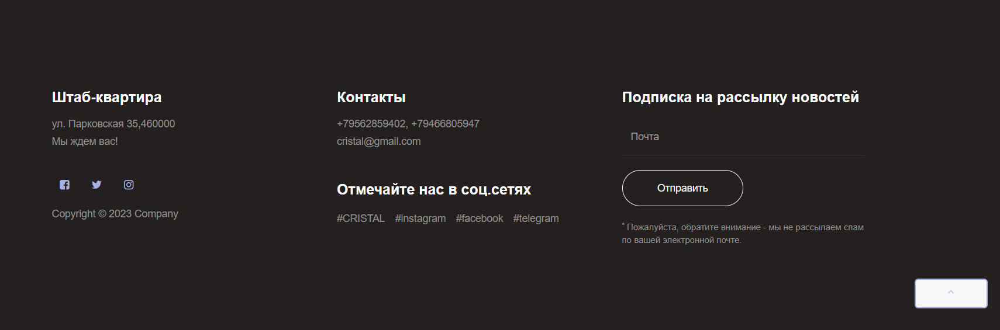 Штаб-квартира
ул. Парковская 35,460000
Мы ждем вас!
Copyright © 2023 Company
Контакты
+79562859402, +79466805947
cristal@gmail.com
Отмечайте нас в соц.сетях
#CRISTAL #instagram #facebook #telegram
Подписка на рассылку новостей
Почта
Отправить
* Пожалуйста, обратите внимание - мы не рассылаем спам
по вашей электронной почте.